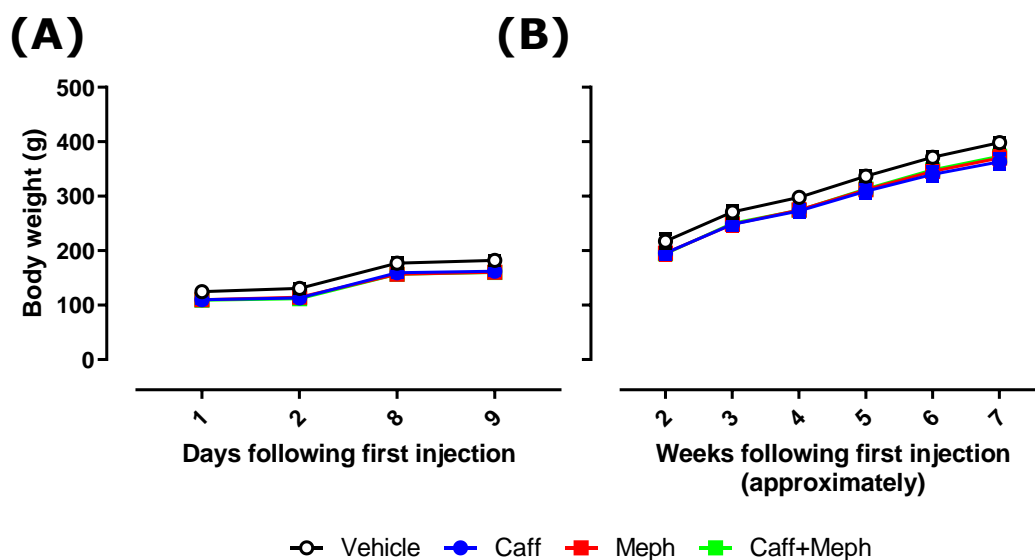 (A)
(B)
Body weight (g)
500
400
300
200
100
0
1 2 8 9
Days following first injection
2 3 4 5 6 7
Weeks following first injection
(approximately)
Vehicle Caff Meph Caff+Meph